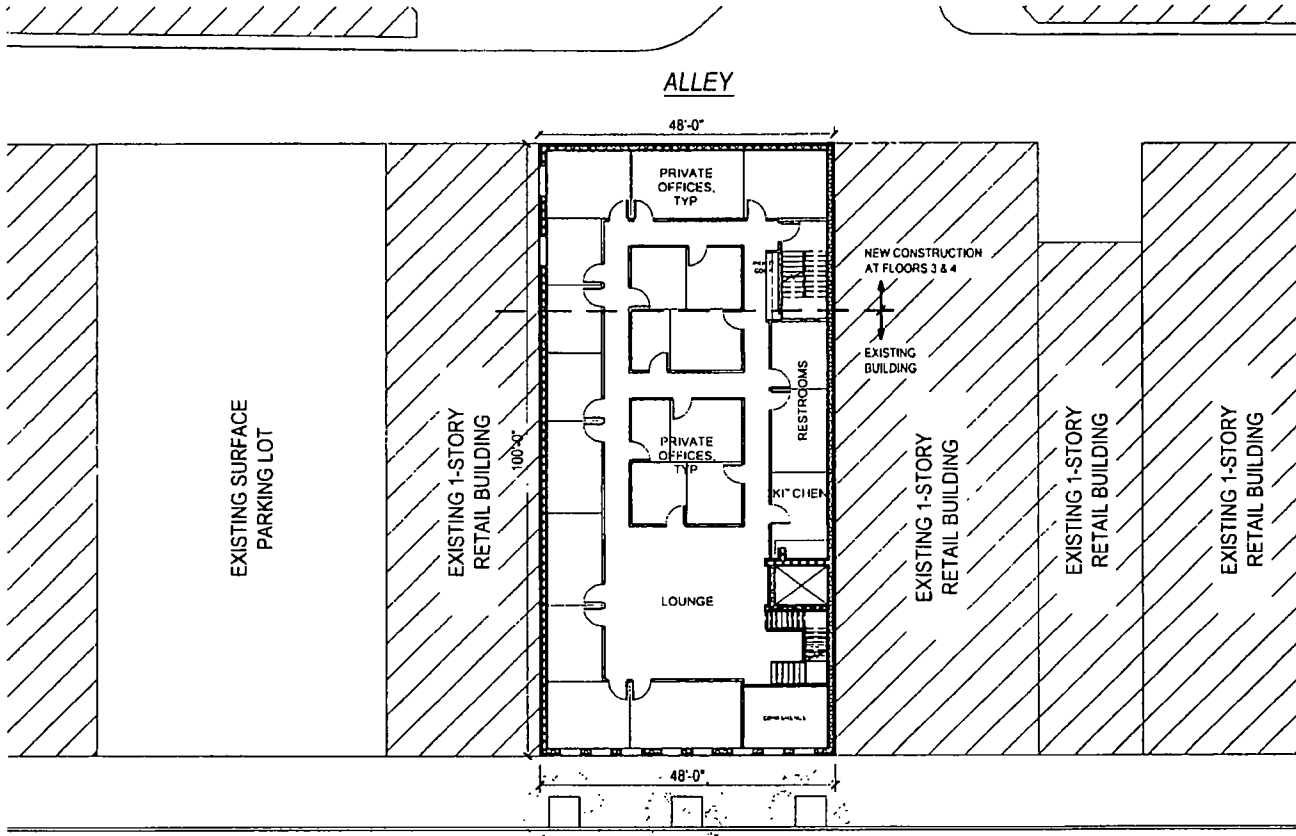 ALLEY
48'-0"
PRIVATE
OFFICES,
TYP
NEW CONSTRUCTION
AT FLOORS 3 & 4
EXISTING
BUILDING
RESTROOMS
100'-0"
EXISTING SURFACE
PARKING LOT
EXISTING 1-STORY
RETAIL BUILDING
PRIVATE
OFFICES,
TYP
KITCHEN
EXISTING 1-STORY
RETAIL BUILDING
EXISTING 1-STORY
RETAIL BUILDING
EXISTING 1-STORY
RETAIL BUILDING
LOUNGE
CONFERENCE
48'-0"